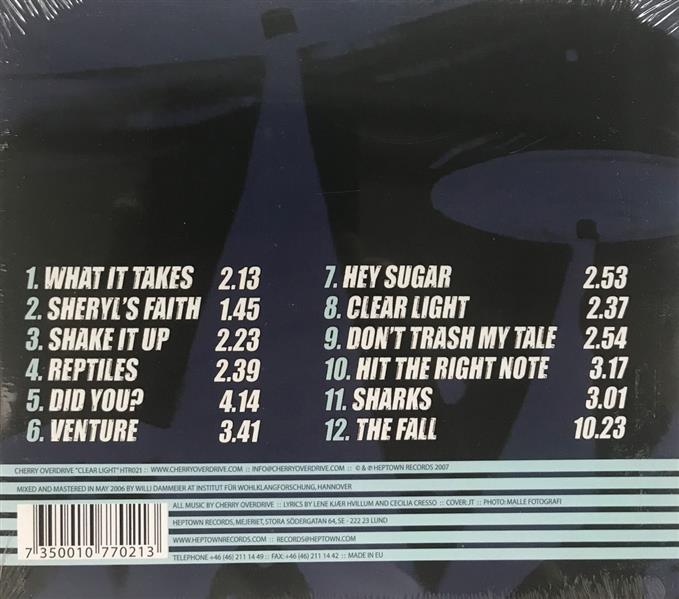 1. WHAT IT TAKES 2.13
2. SHERYL'S FAITH 1.45
3. SHAKE IT UP 2.23
4. REPTILES 2.39
5. DID YOU? 4.14
6. VENTURE 3.41
7. HEY SUGAR 2.53
8. CLEAR LIGHT 2.37
9. DON'T TRASH MY TALE 2.54
10. HIT THE RIGHT NOTE 3.17
11. SHARKS 3.01
12. THE FALL 10.23
CHERRY OVERDRIVE "CLEAR LIGHT" HTR021 :: WWW.CHERRYOVERDRIVE.COM :: INFO@CHERRYOVERDRIVE.COM :: © & ℗ HEPTOWN RECORDS 2007
MIXED AND MASTERED IN MAY 2006 BY WILLI DAMMEIER AT INSTITUT FÜR WOHLKLANGFORSCHUNG, HANNOVER
ALL MUSIC BY CHERRY OVERDRIVE :: LYRICS BY LENE KJÆR HVILLUM AND CECILIA CRESSO :: COVER: JT :: PHOTO: MALLE FOTOGRAFI
HEPTOWN RECORDS, MEJERIET, STORA SÖDERGATAN 64, SE - 222 23 LUND
WWW.HEPTOWNRECORDS.COM :: RECORDS@HEPTOWN.COM
TELEPHONE +46 (46) 211 14 49 :: FAX: +46 (46) 211 14 42 :: MADE IN EU
7 350010 770213